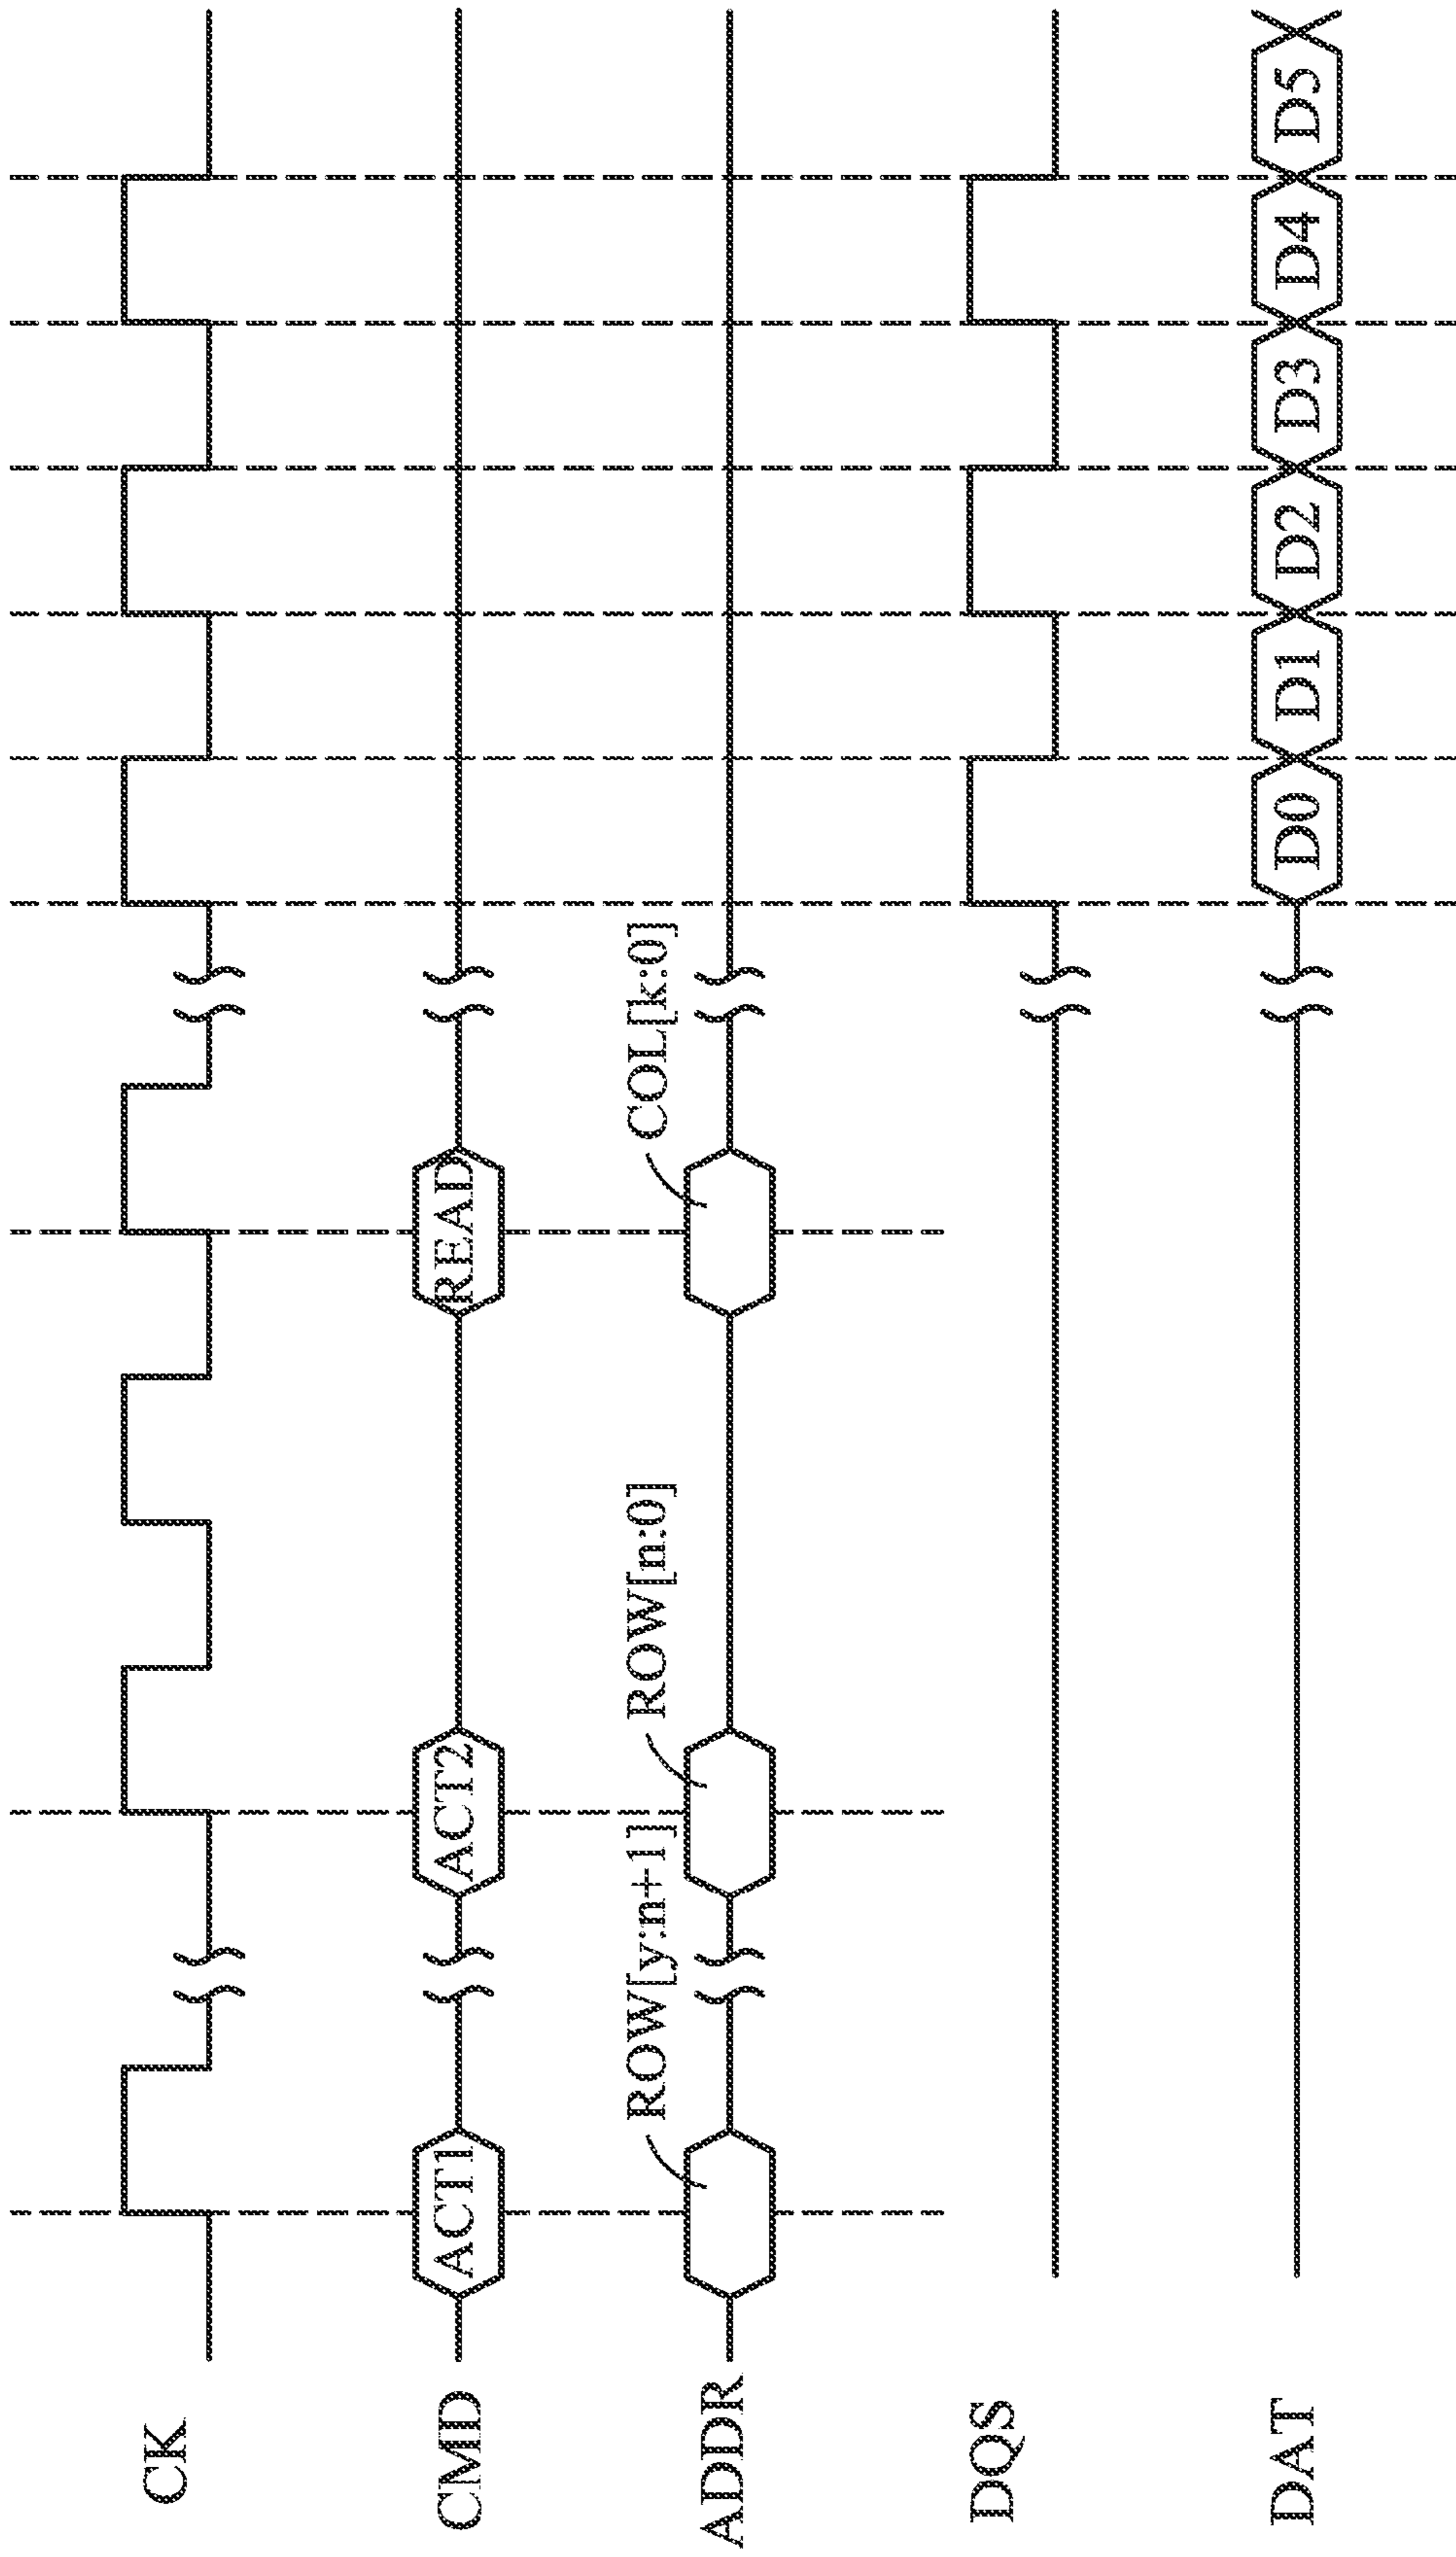 CK
CMD
ACT1
ACT2
READ
ADDR
ROW[y:n+1]
ROW[n:0]
COL[k:0]
DQS
DAT
D0
D1
D2
D3
D4
D5